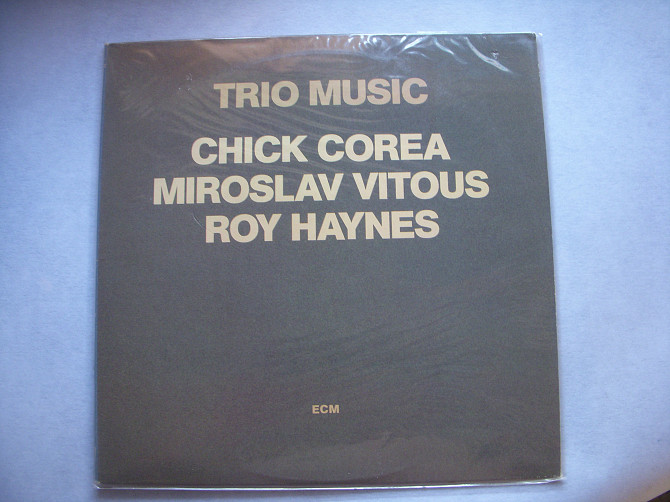 TRIO MUSIC
CHICK COREA
MIROSLAV VITOUS
ROY HAYNES
ECM